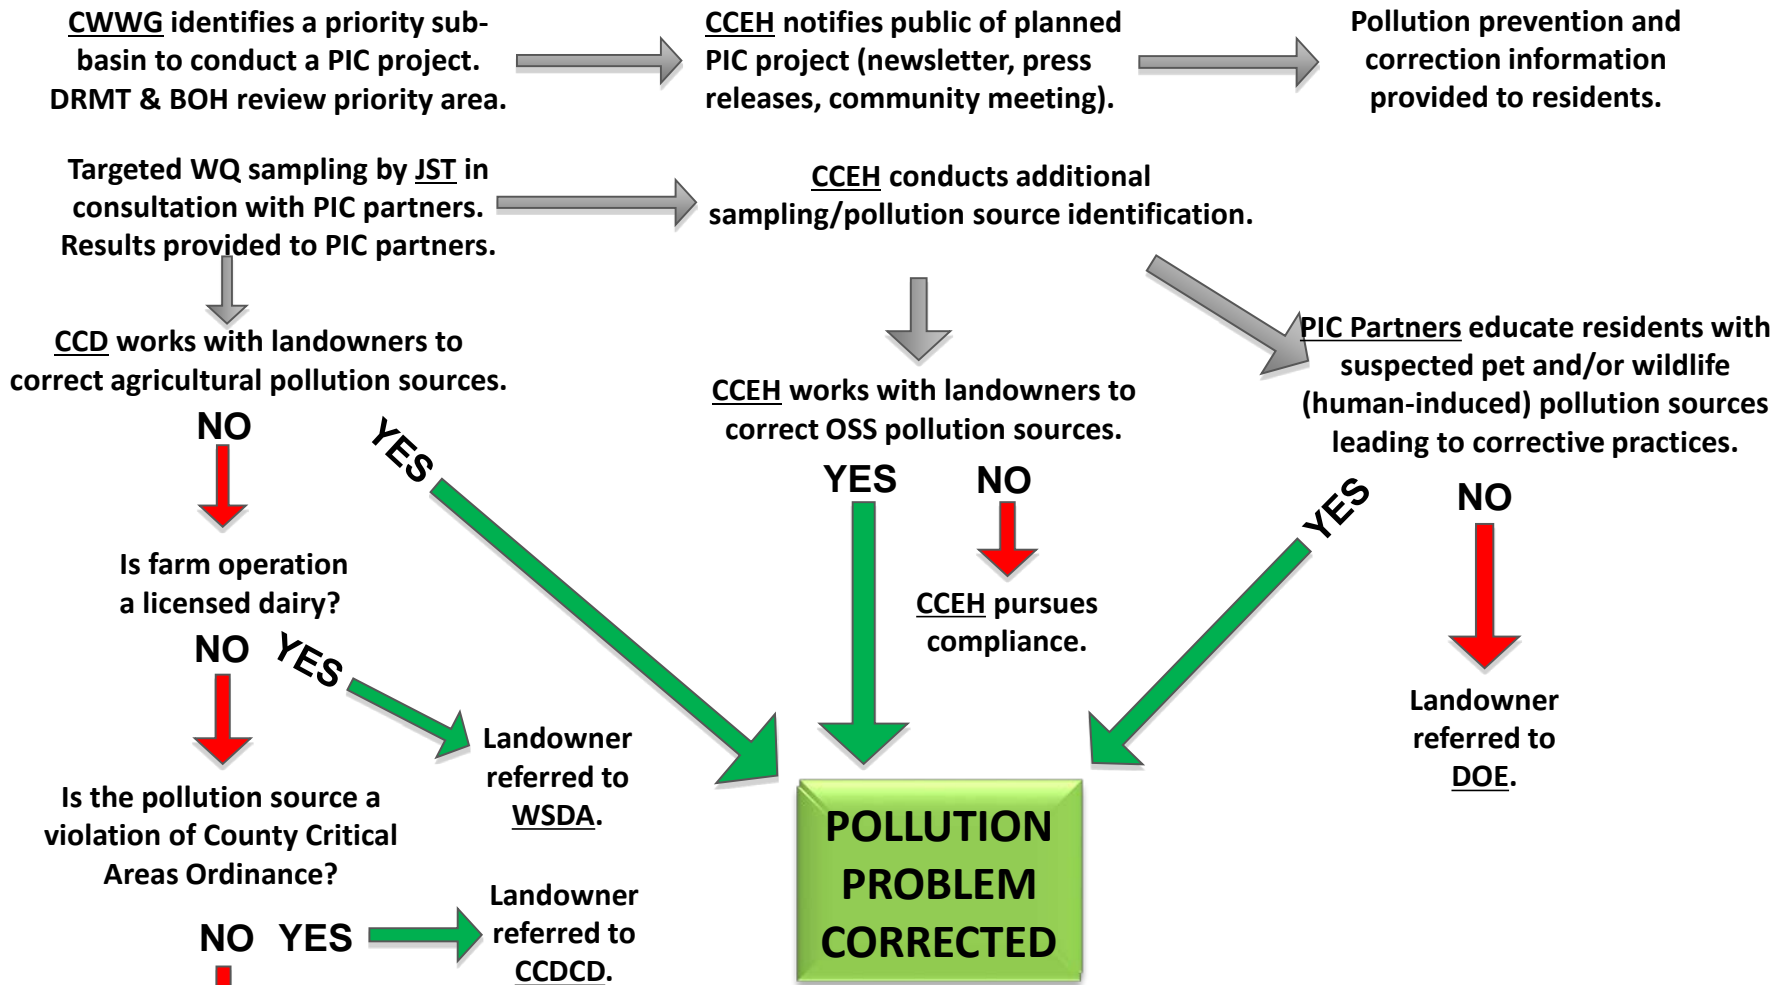 CWWG identifies a priority sub-
basin to conduct a PIC project.
DRMT & BOH review priority area.
CCEH notifies public of planned
PIC project (newsletter, press
releases, community meeting).
Pollution prevention and
correction information
provided to residents.
Targeted WQ sampling by JST in
consultation with PIC partners.
Results provided to PIC partners.
CCEH conducts additional
sampling/pollution source identification.
CCD works with landowners to
correct agricultural pollution sources.
CCEH works with landowners to
correct OSS pollution sources.
PIC Partners educate residents with
suspected pet and/or wildlife
(human-induced) pollution sources
leading to corrective practices.
NO
YES
YES
NO
YES
NO
Is farm operation
a licensed dairy?
CCEH pursues
compliance.
NO
YES
Landowner
referred to
WSDA.
Landowner
referred to
DOE.
Is the pollution source a
violation of County Critical
Areas Ordinance?
NO
YES
Landowner
referred to
CCDCD.
POLLUTION
PROBLEM
CORRECTED